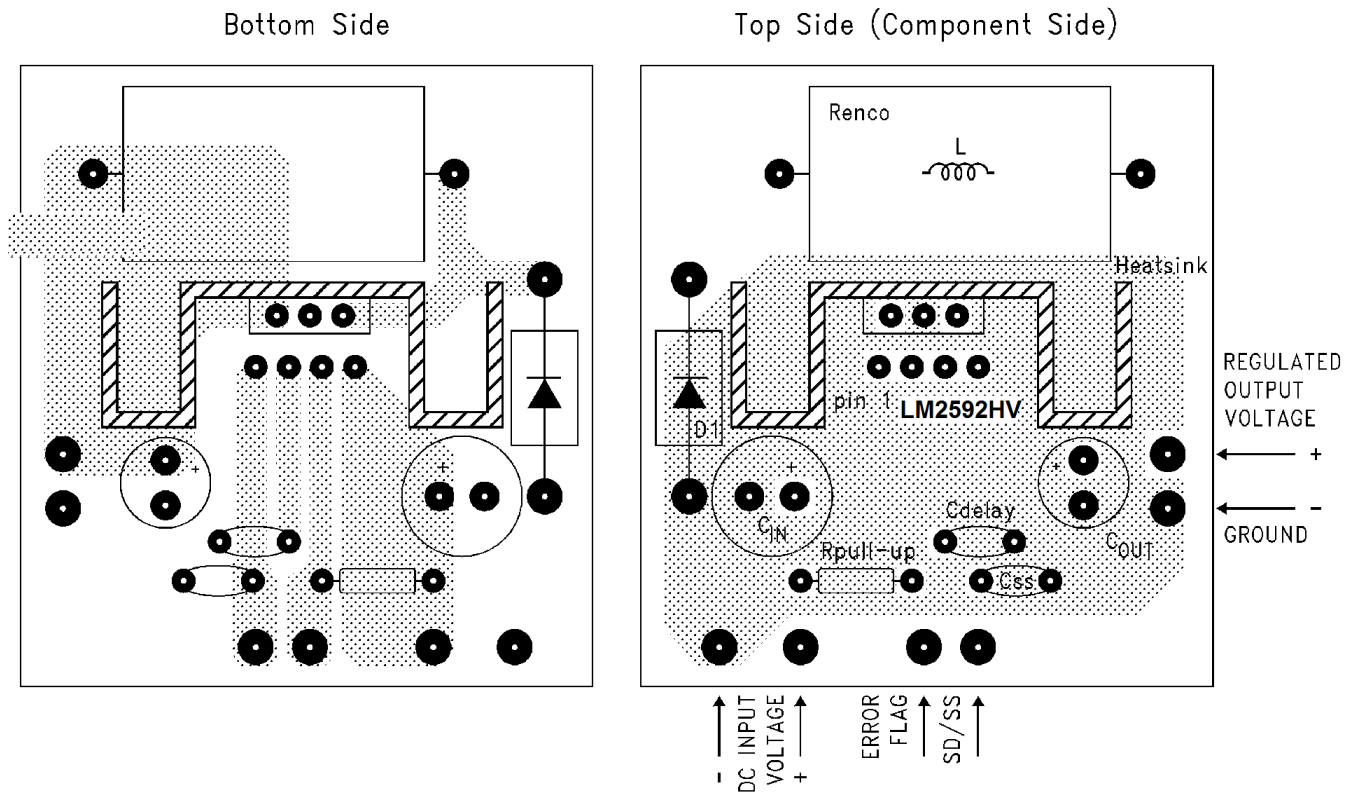 Bottom Side
Top Side (Component Side)
Renco
L
Heatsink
pin 1
LM2592HV
D1
+
+
CIN
+
+
Cdelay
COUT
Rpull-up
Css
REGULATED
OUTPUT
VOLTAGE
+
-
GROUND
-
DC INPUT
VOLTAGE
+
ERROR
FLAG
SD/SS